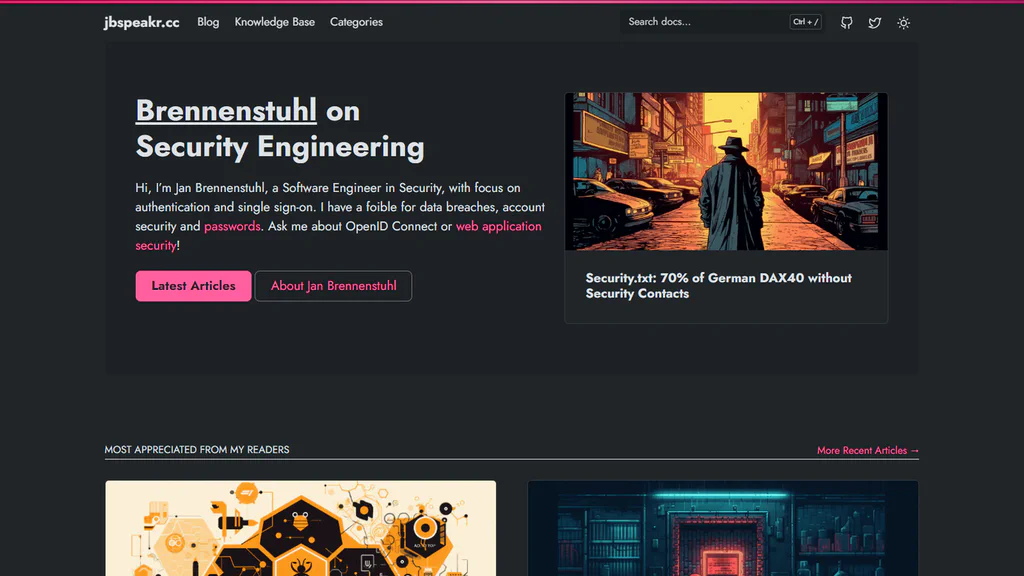 jbspeakr.cc Blog Knowledge Base Categories Search docs... Ctrl + /
Brennenstuhl on
Security Engineering
Hi, I'm Jan Brennenstuhl, a Software Engineer in Security, with focus on
authentication and single sign-on. I have a foible for data breaches, account
security and passwords. Ask me about OpenID Connect or web application
security!
Latest Articles About Jan Brennenstuhl
Security.txt: 70% of German DAX40 without
Security Contacts
MOST APPRECIATED FROM MY READERS More Recent Articles →